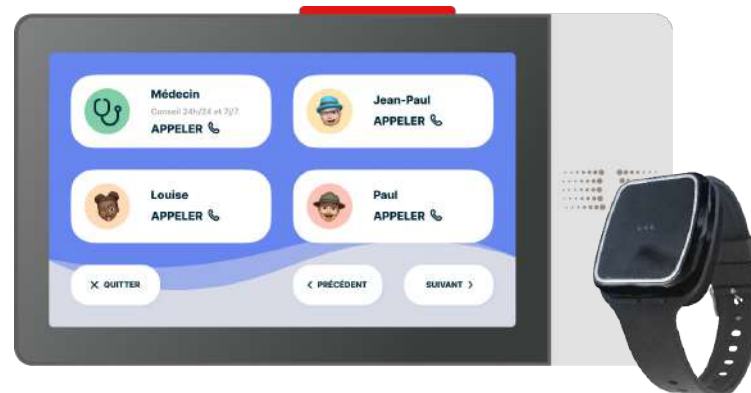 Médecin
Conseil 24h/24 et 7j/7
APPELER
Jean-Paul
APPELER
Louise
APPELER
Paul
APPELER
QUITTER
PRÉCÉDENT
SUIVANT